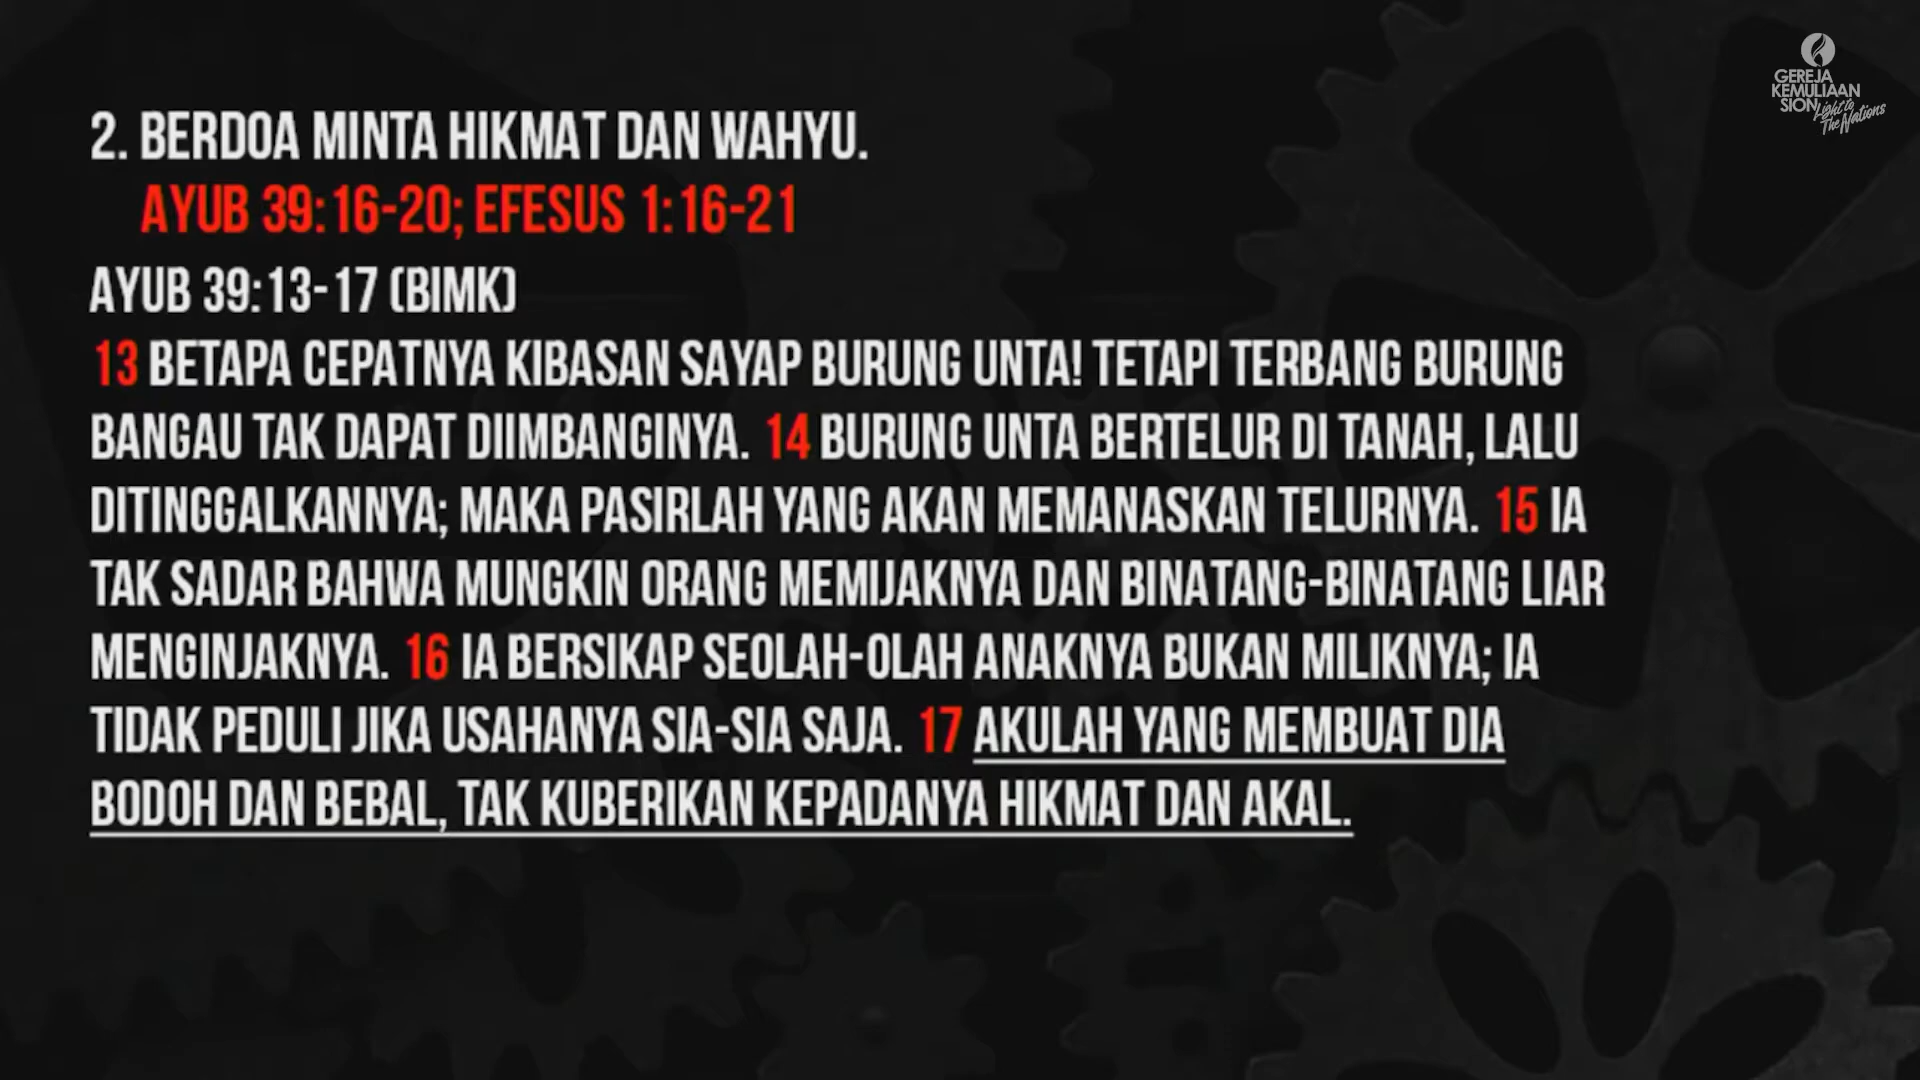 GEREJA
KEMULIAAN
SION Light to
The Nations
2. BERDOA MINTA HIKMAT DAN WAHYU.
AYUB 39:16-20; EFESUS 1:16-21
AYUB 39:13-17 (BIMK)
13 BETAPA CEPATNYA KIBASAN SAYAP BURUNG UNTA! TETAPI TERBANG BURUNG
BANGAU TAK DAPAT DIIMBANGINYA. 14 BURUNG UNTA BERTELUR DI TANAH, LALU
DITINGGALKANNYA; MAKA PASIRLAH YANG AKAN MEMANASKAN TELURNYA. 15 IA
TAK SADAR BAHWA MUNGKIN ORANG MEMIJAKNYA DAN BINATANG-BINATANG LIAR
MENGINJAKNYA. 16 IA BERSIKAP SEOLAH-OLAH ANAKNYA BUKAN MILIKNYA; IA
TIDAK PEDULI JIKA USAHANYA SIA-SIA SAJA. 17 AKULAH YANG MEMBUAT DIA
BODOH DAN BEBAL, TAK KUBERIKAN KEPADANYA HIKMAT DAN AKAL.